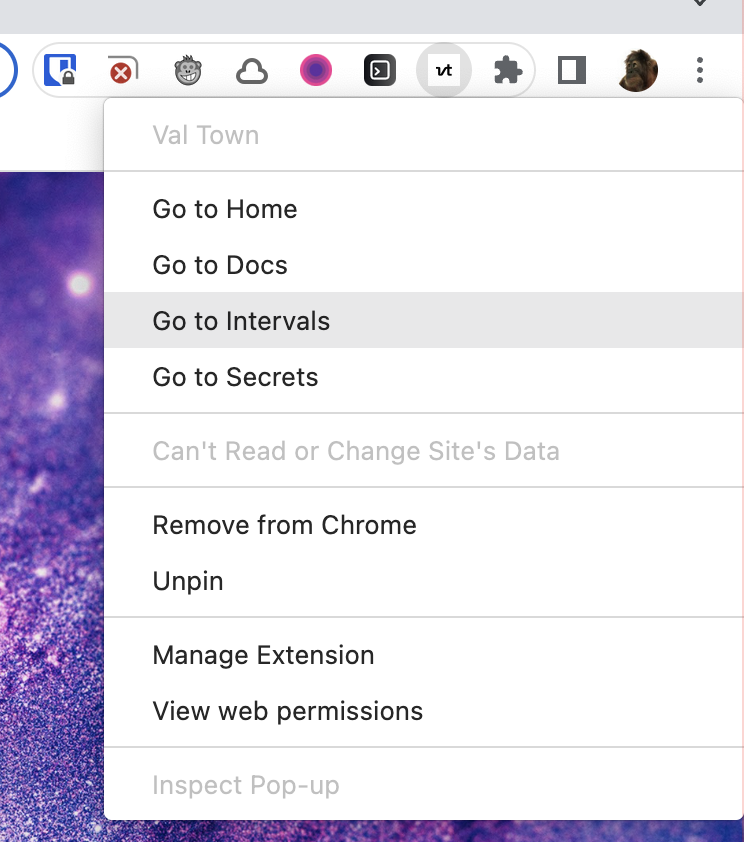 vt
Val Town
Go to Home
Go to Docs
Go to Intervals
Go to Secrets
Can't Read or Change Site's Data
Remove from Chrome
Unpin
Manage Extension
View web permissions
Inspect Pop-up